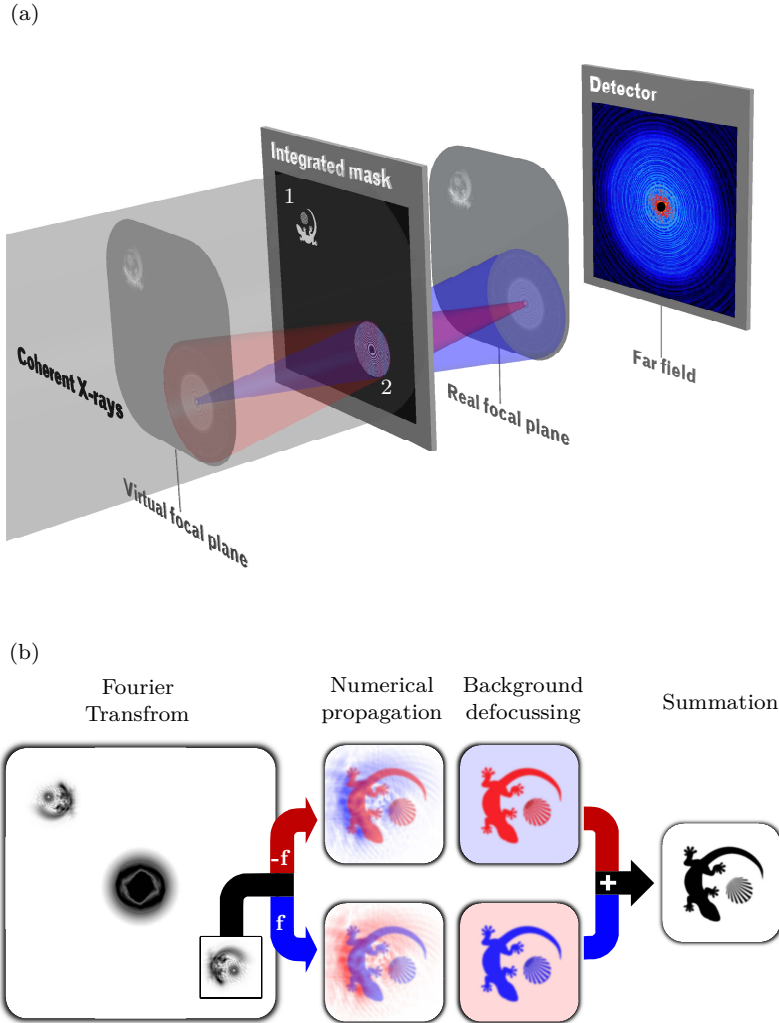 (a)
Detector
Integrated mask
1
2
Coherent X-rays
Far field
Real focal plane
Virtual focal plane
(b)
Fourier
Transfrom
Numerical
propagation
Background
defocussing
Summation
-f
f
+